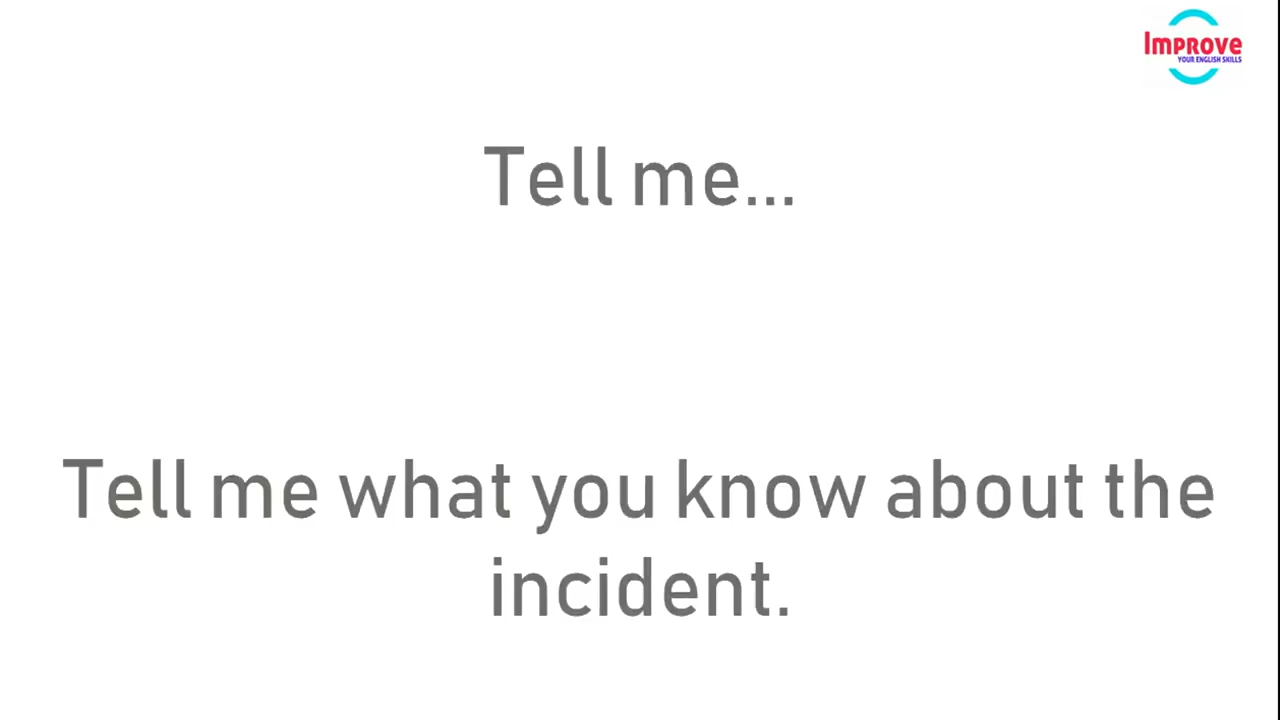 Improve
YOUR ENGLISH SKILLS
Tell me...
Tell me what you know about the
incident.